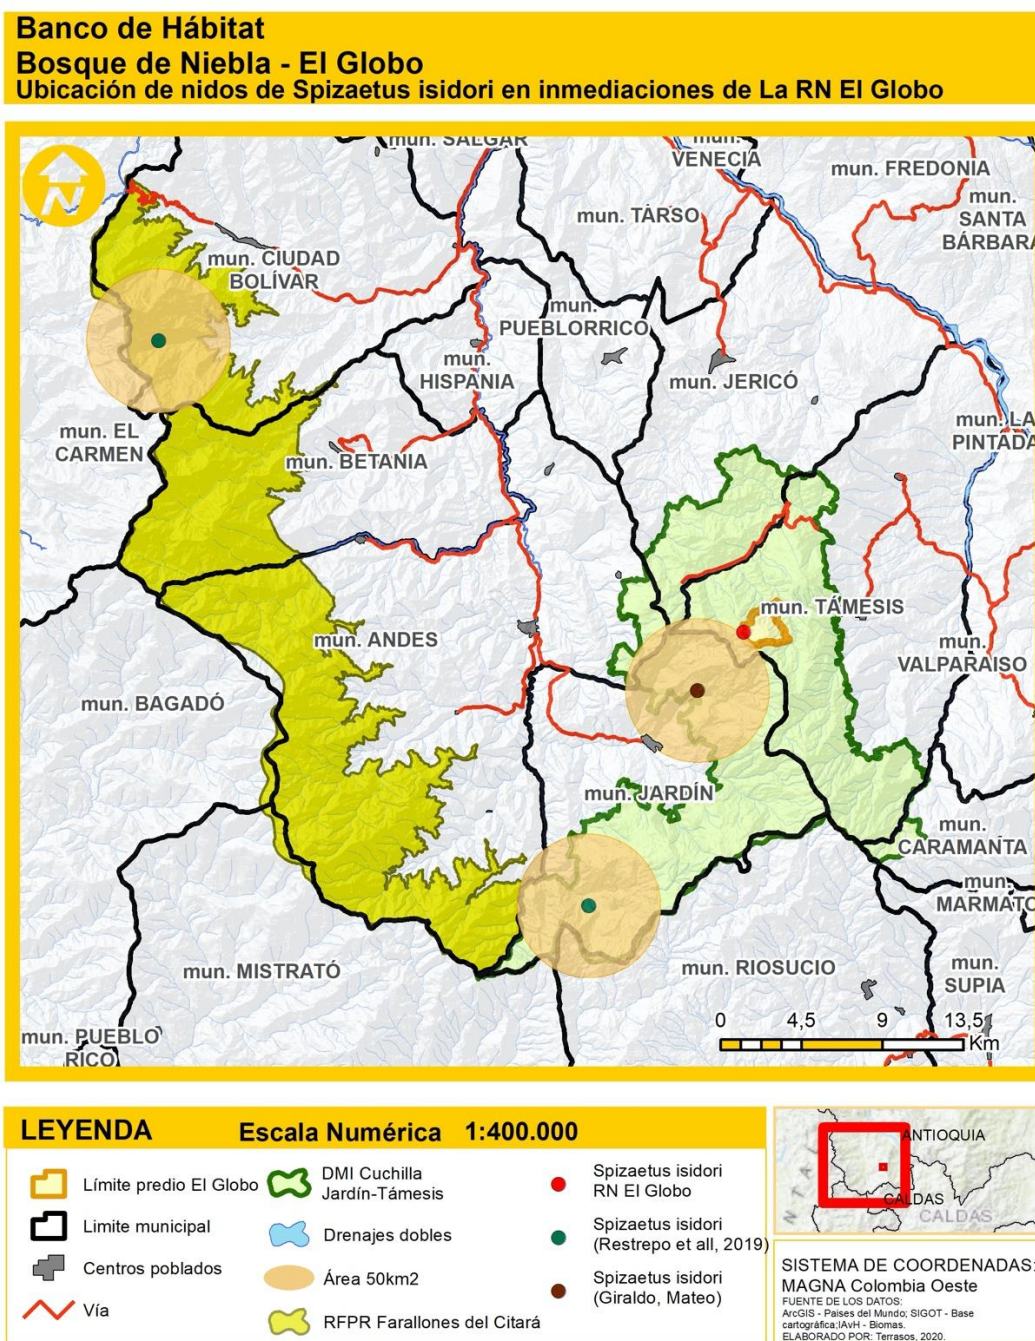 Banco de Hábitat
Bosque de Niebla - El Globo
Ubicación de nidos de Spizaetus isidori en inmediaciones de La RN El Globo
N
mun. SALGAR
mun.
VENECIA
mun. FREDONIA
mun. TARSO
mun.
SANTA
BÁRBARA
mun. CIUDAD
BOLÍVAR
mun.
PUEBLORRICO
mun.
HISPANIA
mun. JERICÓ
mun. EL
CARMEN
mun. LA
PINTADA
mun. BETANIA
mun. TÁMESIS
mun. ANDES
mun.
VALPARAISO
mun. BAGADÓ
mun. JARDÍN
mun.
CARAMANTA
mun.
MARMATO
mun. MISTRATÓ
mun. RIOSUCIO
mun.
SUPIA
mun. PUEBLO
RICO
0 4,5 9 13,5
Km
LEYENDA Escala Numérica 1:400.000
Límite predio El Globo
Limite municipal
Centros poblados
Vía
DMI Cuchilla
Jardín-Támesis
Drenajes dobles
Área 50km2
RFPR Farallones del Citará
Spizaetus isidori
RN El Globo
Spizaetus isidori
(Restrepo et all, 2019)
Spizaetus isidori
(Giraldo, Mateo)
ANTIOQUIA
CALDAS
CALDAS
SISTEMA DE COORDENADAS:
MAGNA Colombia Oeste
FUENTE DE LOS DATOS:
ArcGIS - Paises del Mundo; SIGOT - Base
cartográfica;IAvH - Biomas.
ELABORADO POR: Terrasos, 2020.